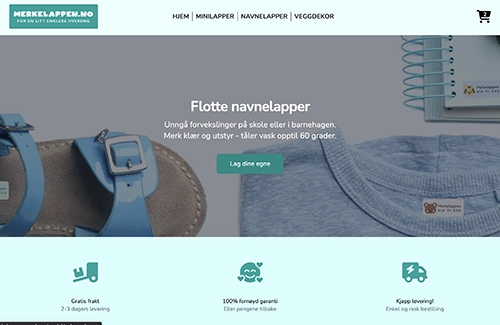 MERKELAPPEN.NO
FOR EN LITT ENKLERE HVERDAG
HJEM | MINILAPPER | NAVNELAPPER | VEGGDEKOR
2
Flotte navnelapper
Unngå forvekslinger på skole eller i barnehagen.
Merk klær og utstyr - tåler vask opptil 60 grader.
Lag dine egne
Merkelappen
Gratis frakt
2-3 dagers levering
100% fornøyd garanti
Eller pengene tilbake
Kjapp levering!
Enkel og rask bestilling